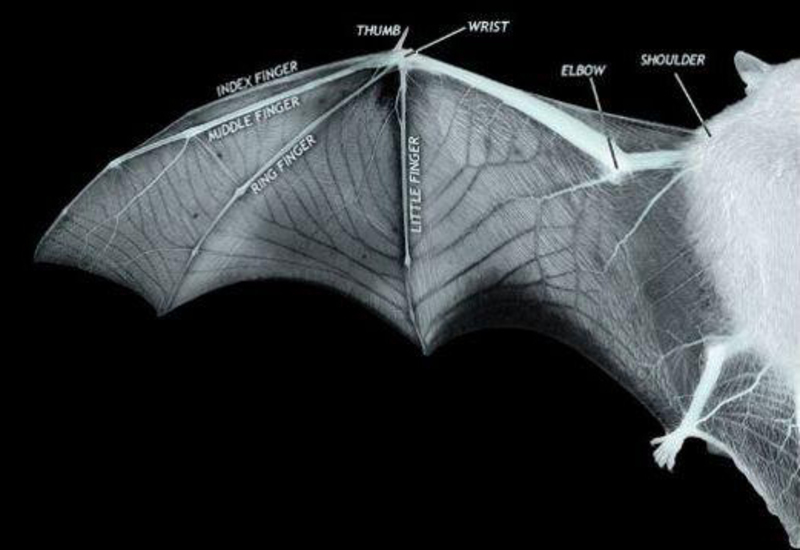 THUMB
WRIST
ELBOW
SHOULDER
INDEX FINGER
MIDDLE FINGER
RING FINGER
LITTLE FINGER